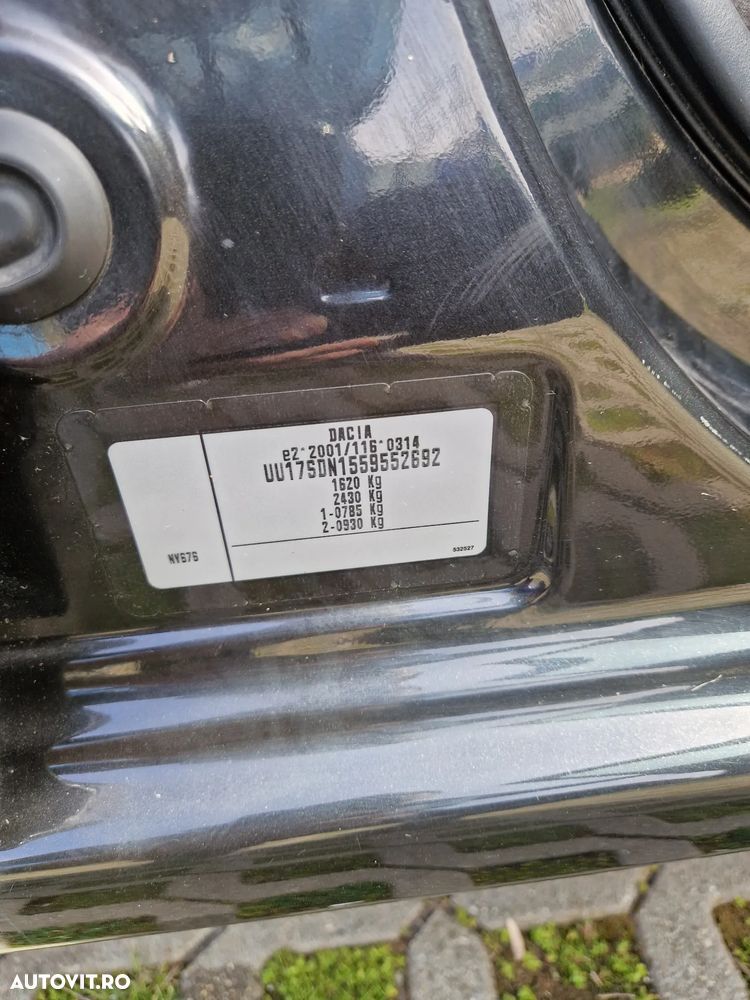 DACIA
e2*2001/116*0314
UU17SDN1559552692
1620 Kg
2430 Kg
1-0785 Kg
2-0930 Kg
NV676
532527
AUTOVIT.RO